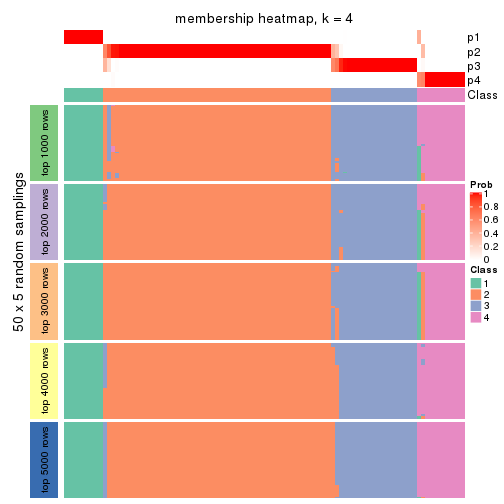 membership heatmap, k = 4
p1
p2
p3
p4
Class
50 x 5 random samplings
top 1000 rows
top 2000 rows
top 3000 rows
top 4000 rows
top 5000 rows
Prob
1
0.8
0.6
0.4
0.2
0
Class
1
2
3
4